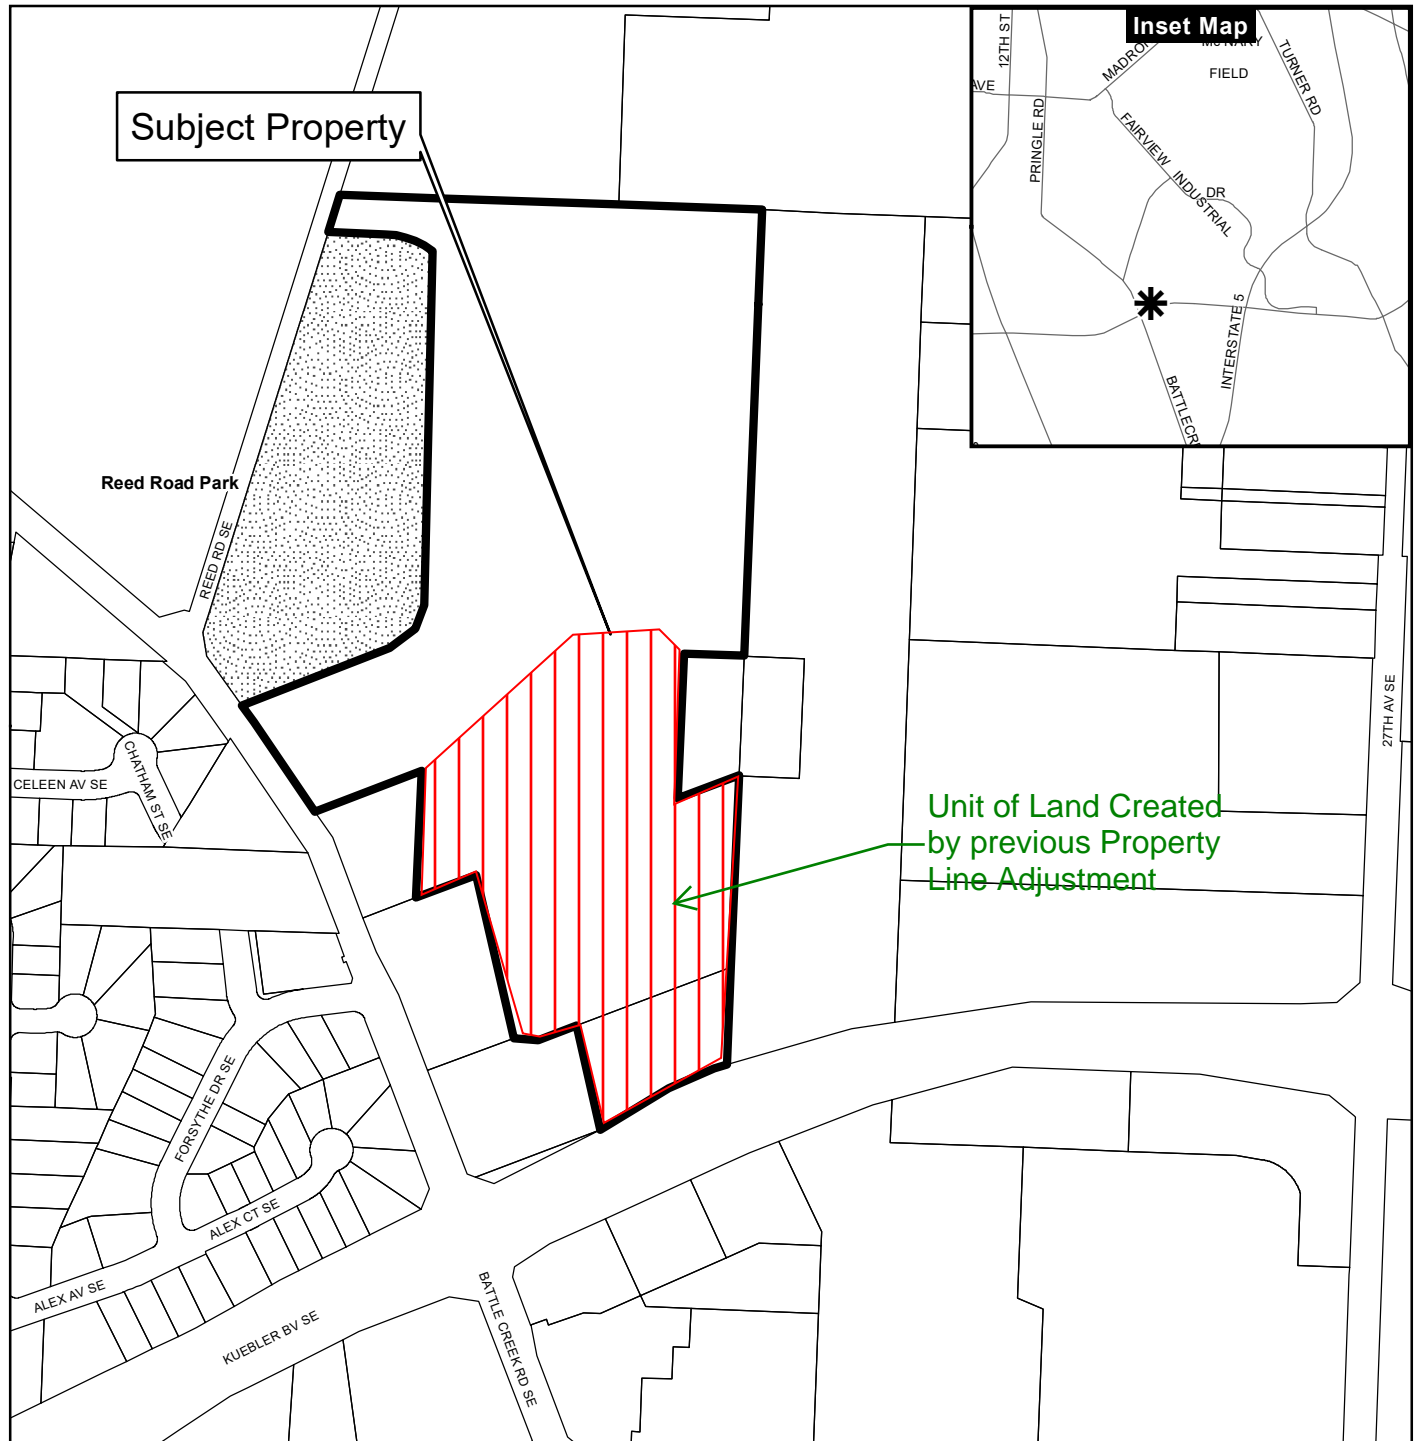 Inset Map
12TH ST
MADRO
MC NARY
FIELD
TURNER RD
AVE
PRINGLE RD
FAIRVIEW INDUSTRIAL
DR
INTERSTATE 5
BATTLECR
Subject Property
Reed Road Park
REED RD SE
27TH AV SE
CHATHAM ST SE
CELEEN AV SE
Unit of Land Created
by previous Property
Line Adjustment
FORSYTHE DR SE
ALEX CT SE
ALEX AV SE
KUEBLER BV SE
BATTLE CREEK RD SE